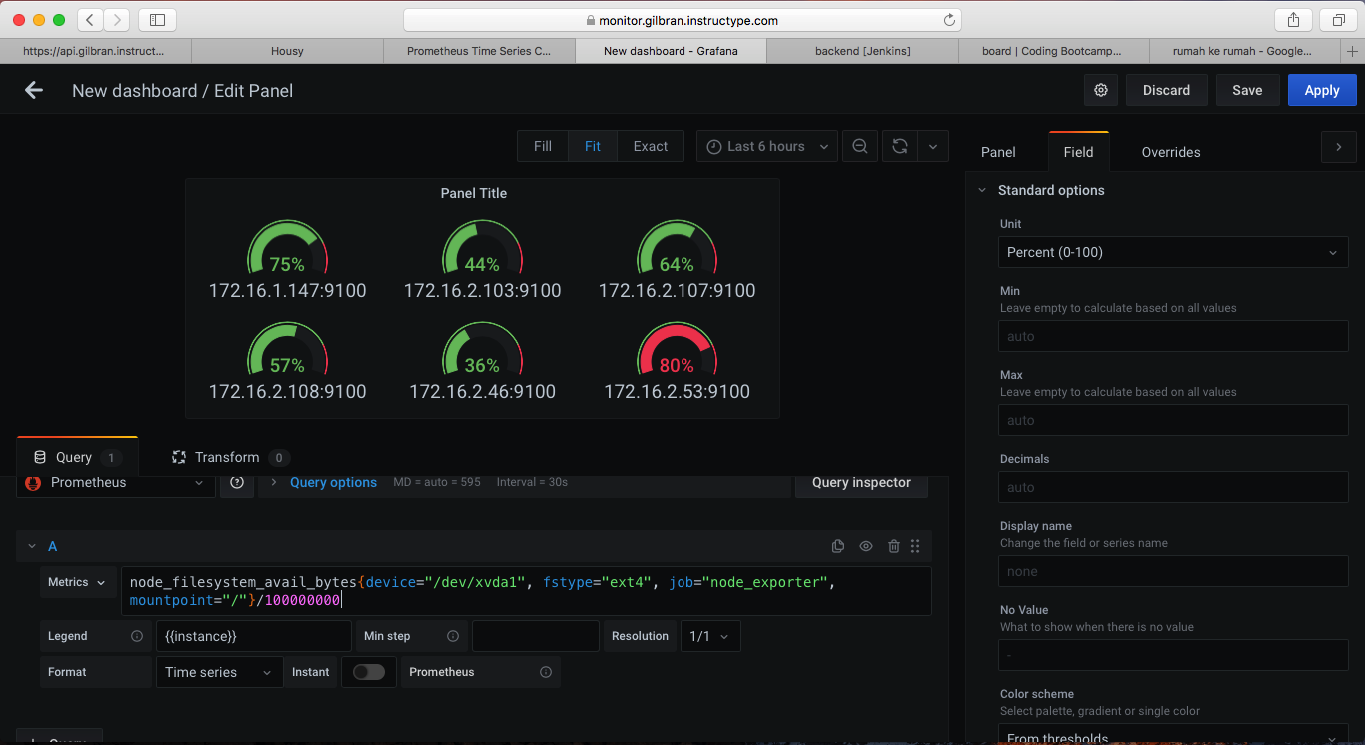 monitor.gilbran.instructype.com
https://api.gilbran.instruct...
Housy
Prometheus Time Series C...
New dashboard - Grafana
backend [Jenkins]
board | Coding Bootcamp...
rumah ke rumah - Google...
New dashboard / Edit Panel
Discard
Save
Apply
Fill
Fit
Exact
Last 6 hours
Panel
Field
Overrides
Panel Title
75%
172.16.1.147:9100
44%
172.16.2.103:9100
64%
172.16.2.107:9100
57%
172.16.2.108:9100
36%
172.16.2.46:9100
80%
172.16.2.53:9100
Query 1
Transform 0
Prometheus
Query options
MD = auto = 595
Interval = 30s
Query inspector
A
Metrics
node_filesystem_avail_bytes{device="/dev/xvda1", fstype="ext4", job="node_exporter",
mountpoint="/"}/100000000
Legend
{{instance}}
Min step
Resolution
1/1
Format
Time series
Instant
Prometheus
+ Query
Standard options
Unit
Percent (0-100)
Min
Leave empty to calculate based on all values
auto
Max
Leave empty to calculate based on all values
auto
Decimals
auto
Display name
Change the field or series name
none
No Value
What to show when there is no value
-
Color scheme
Select palette, gradient or single color
From thresholds